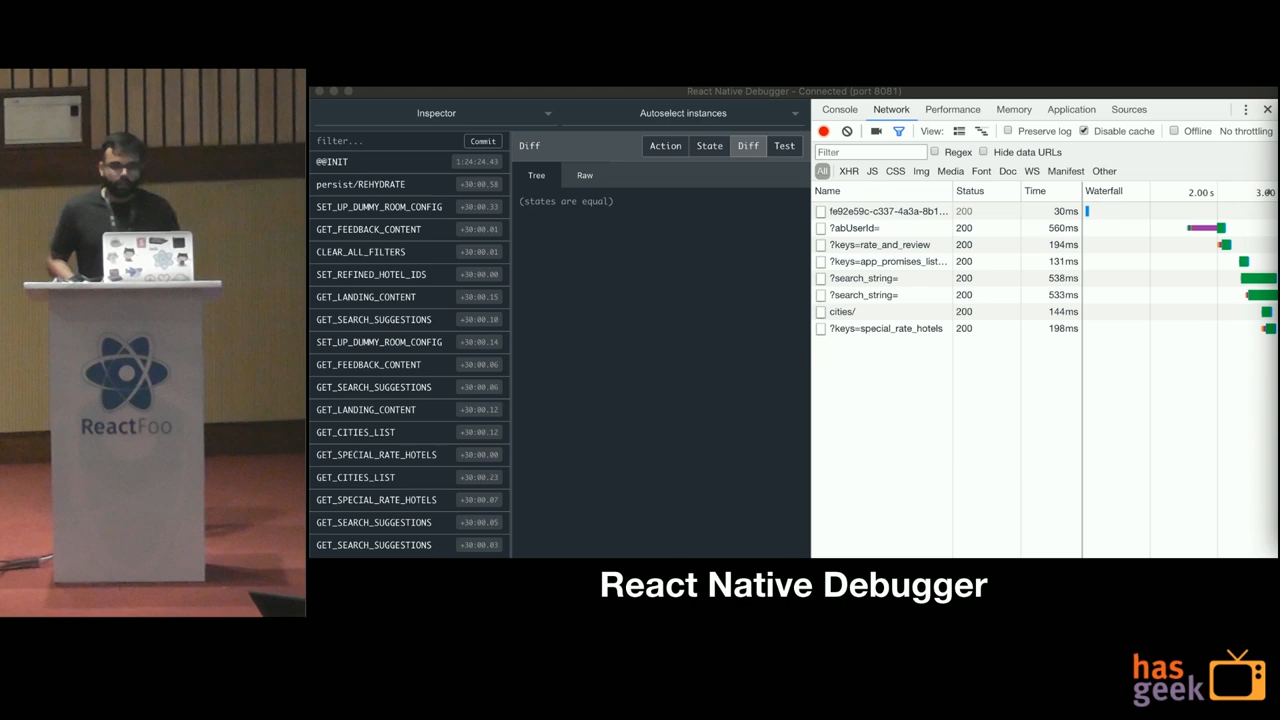 React Native Debugger - Connected (port 8081)
Inspector
Autoselect instances
filter...
Commit
@@INIT 1:24:24.43
persist/REHYDRATE +30:00.58
SET_UP_DUMMY_ROOM_CONFIG +30:00.33
GET_FEEDBACK_CONTENT +30:00.01
CLEAR_ALL_FILTERS +30:00.01
SET_REFINED_HOTEL_IDS +30:00.00
GET_LANDING_CONTENT +30:00.15
GET_SEARCH_SUGGESTIONS +30:00.10
SET_UP_DUMMY_ROOM_CONFIG +30:00.14
GET_FEEDBACK_CONTENT +30:00.06
GET_SEARCH_SUGGESTIONS +30:00.06
GET_LANDING_CONTENT +30:00.12
GET_CITIES_LIST +30:00.12
GET_SPECIAL_RATE_HOTELS +30:00.00
GET_CITIES_LIST +30:00.23
GET_SPECIAL_RATE_HOTELS +30:00.07
GET_SEARCH_SUGGESTIONS +30:00.05
GET_SEARCH_SUGGESTIONS +30:00.03
Diff
Action State Diff Test
Tree Raw
(states are equal)
Console Network Performance Memory Application Sources
View: Preserve log Disable cache Offline No throttling
Filter Regex Hide data URLs
All XHR JS CSS Img Media Font Doc WS Manifest Other
Name Status Time Waterfall 2.00 s
fe92e59c-c337-4a3a-8b1... 200 30ms
?abUserId= 200 560ms
?keys=rate_and_review 200 194ms
?keys=app_promises_list... 200 131ms
?search_string= 200 538ms
?search_string= 200 533ms
cities/ 200 144ms
?keys=special_rate_hotels 200 198ms
ReactFoo
React Native Debugger
has
geek